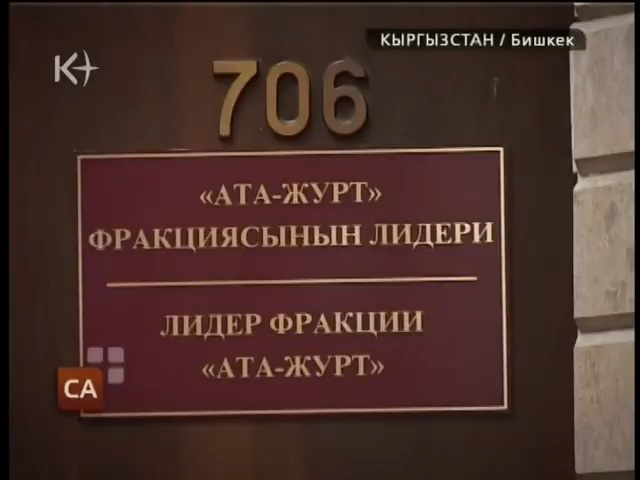 КЫРГЫЗСТАН / Бишкек
K+
706
«АТА-ЖУРТ»
ФРАКЦИЯСЫНЫН ЛИДЕРИ
ЛИДЕР ФРАКЦИИ
«АТА-ЖУРТ»
СА